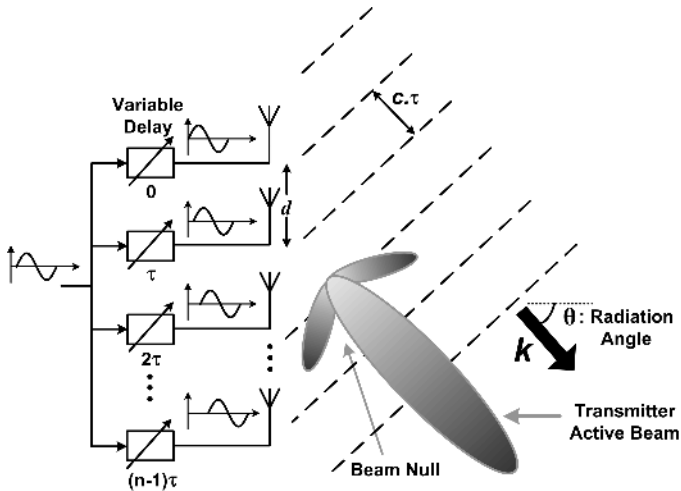 Variable
Delay
c.τ
0
d
τ
2τ
(n-1)τ
θ: Radiation
Angle
k
Transmitter
Active Beam
Beam Null